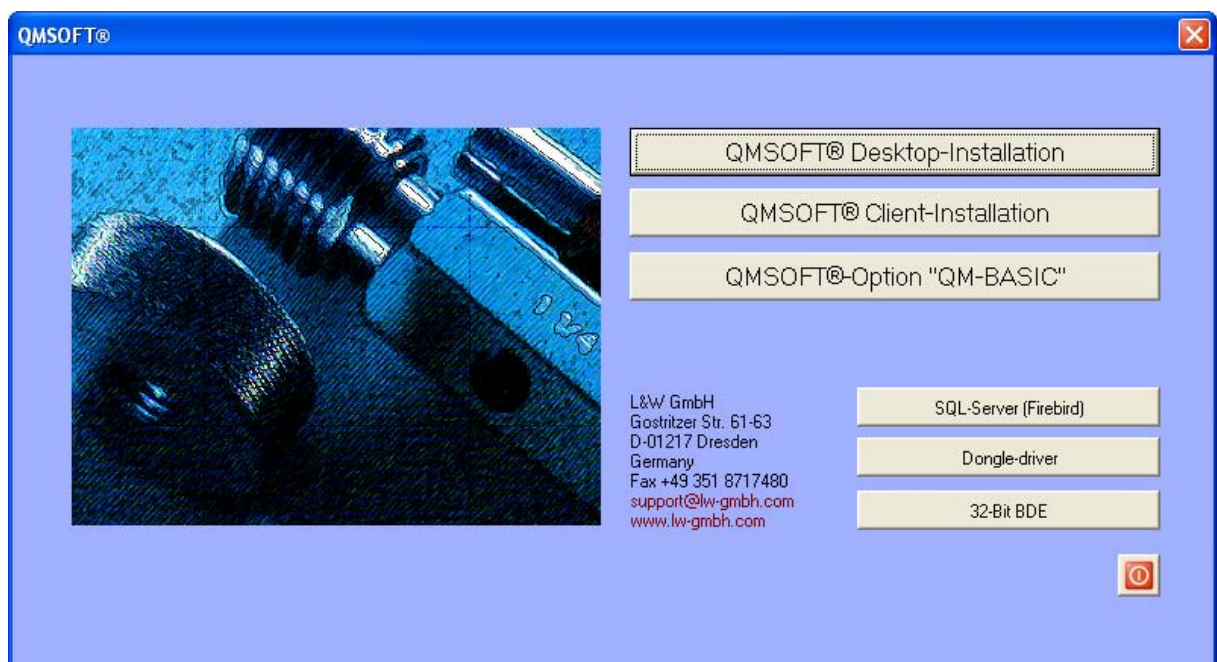 QMSOFT®
QMSOFT® Desktop-Installation
QMSOFT® Client-Installation
QMSOFT®-Option "QM-BASIC"
L&W GmbH
Gostritzer Str. 61-63
D-01217 Dresden
Germany
Fax +49 351 8717480
support@lw-gmbh.com
www.lw-gmbh.com
SQL-Server (Firebird)
Dongle-driver
32-Bit BDE